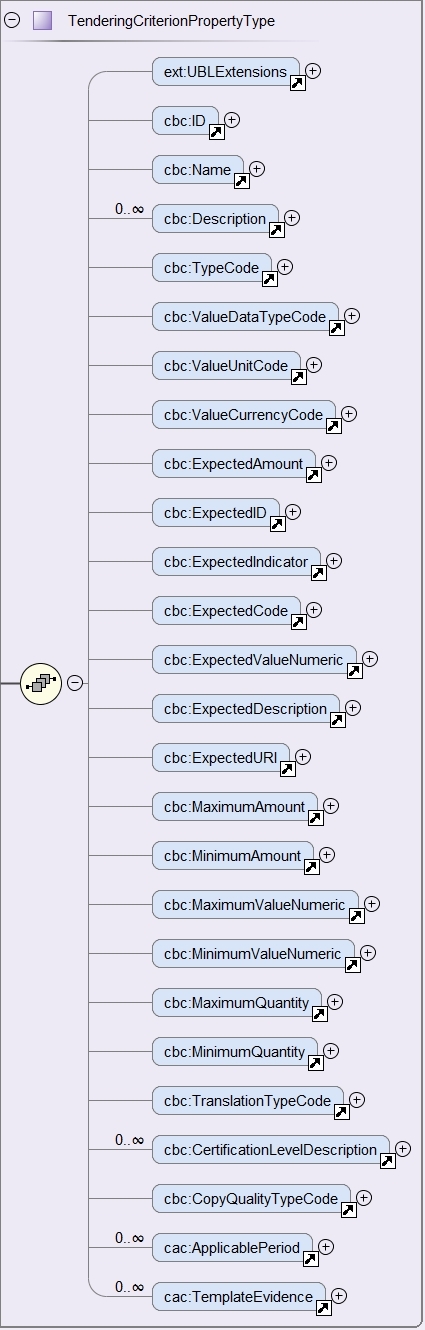 TenderingCriterionPropertyType
ext:UBLExtensions
cbc:ID
cbc:Name
0..∞
cbc:Description
cbc:TypeCode
cbc:ValueDataTypeCode
cbc:ValueUnitCode
cbc:ValueCurrencyCode
cbc:ExpectedAmount
cbc:ExpectedID
cbc:ExpectedIndicator
cbc:ExpectedCode
cbc:ExpectedValueNumeric
cbc:ExpectedDescription
cbc:ExpectedURI
cbc:MaximumAmount
cbc:MinimumAmount
cbc:MaximumValueNumeric
cbc:MinimumValueNumeric
cbc:MaximumQuantity
cbc:MinimumQuantity
cbc:TranslationTypeCode
0..∞
cbc:CertificationLevelDescription
cbc:CopyQualityTypeCode
0..∞
cac:ApplicablePeriod
0..∞
cac:TemplateEvidence